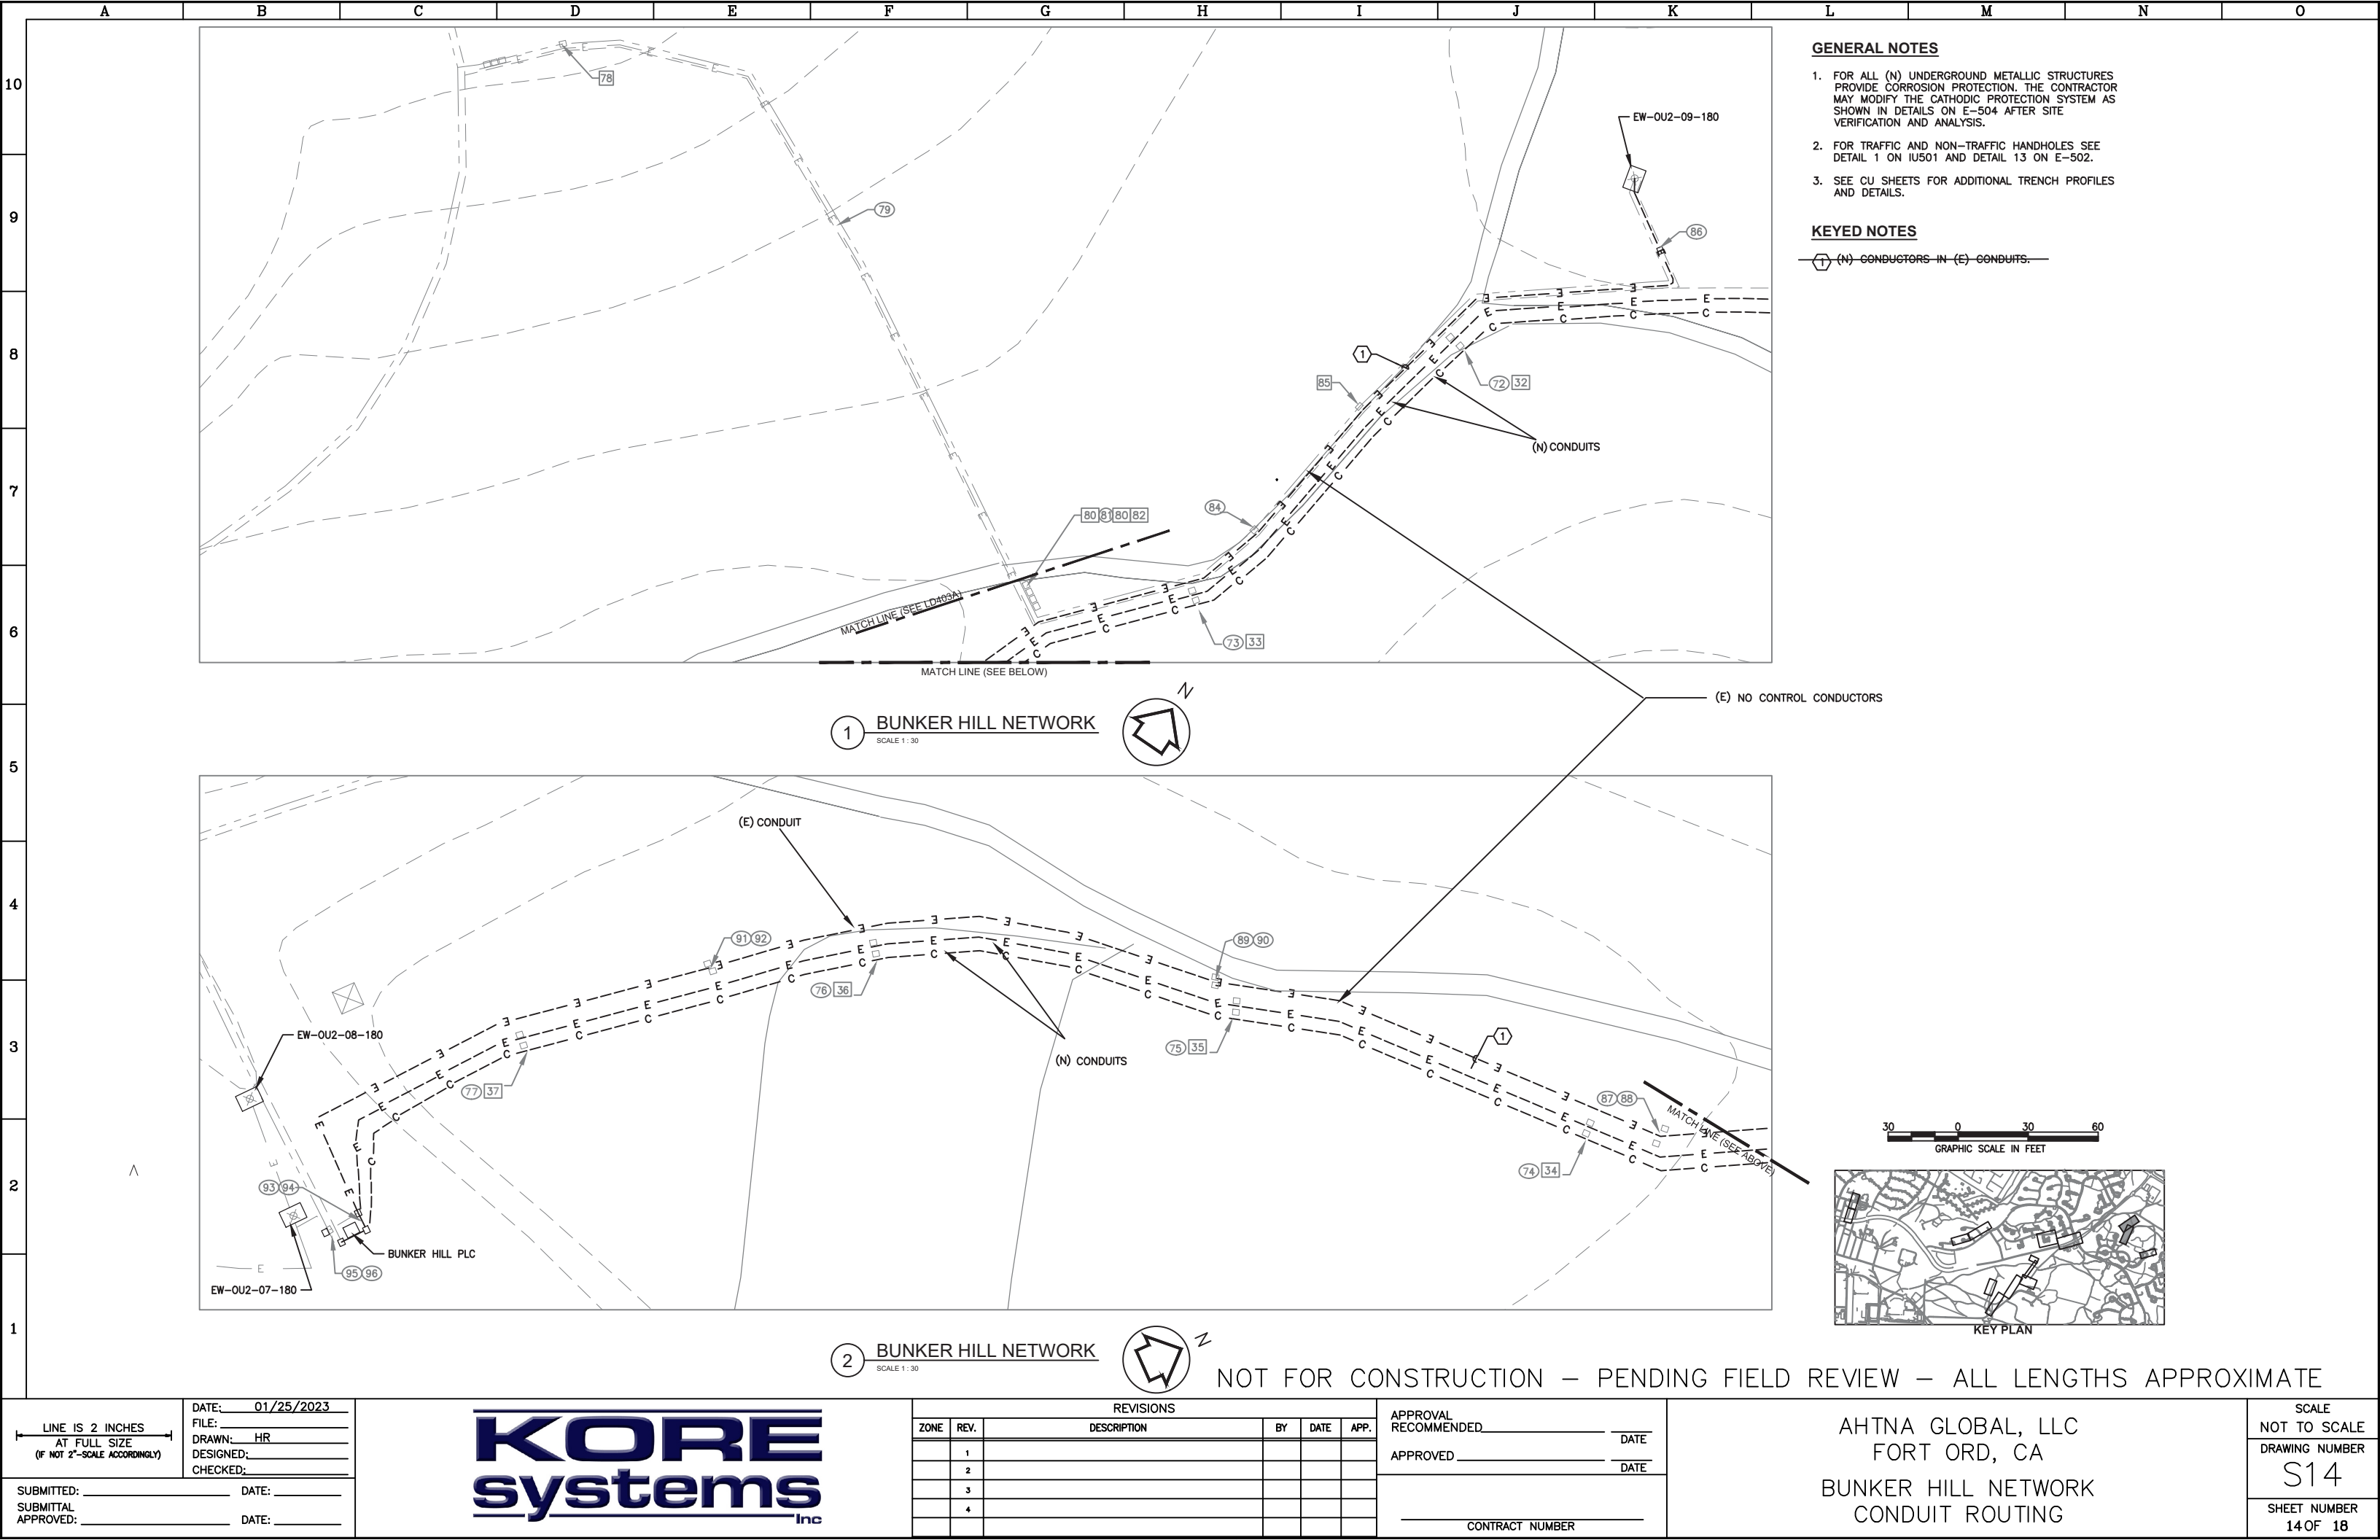 A B C D E F G H I J K L M N O
10
9
8
7
6
5
4
3
2
1
GENERAL NOTES
1. FOR ALL (N) UNDERGROUND METALLIC STRUCTURES
PROVIDE CORROSION PROTECTION. THE CONTRACTOR
MAY MODIFY THE CATHODIC PROTECTION SYSTEM AS
SHOWN IN DETAILS ON E-504 AFTER SITE
VERIFICATION AND ANALYSIS.
2. FOR TRAFFIC AND NON-TRAFFIC HANDHOLES SEE
DETAIL 1 ON IU501 AND DETAIL 13 ON E-502.
3. SEE CU SHEETS FOR ADDITIONAL TRENCH PROFILES
AND DETAILS.
KEYED NOTES
1 (N) CONDUCTORS IN (E) CONDUITS.
78
EW-OU2-09-180
79
86
1
85
72 32
(N) CONDUITS
80 81 80 82
84
MATCH LINE (SEE LD403A)
73 33
MATCH LINE (SEE BELOW)
(E) NO CONTROL CONDUCTORS
N
1 BUNKER HILL NETWORK
SCALE 1 : 30
(E) CONDUIT
91 92
89 90
76 36
EW-OU2-08-180
75 35
1
(N) CONDUITS
77 37
87 88
MATCH LINE (SEE ABOVE)
74 34
93 94
BUNKER HILL PLC
95 96
EW-OU2-07-180
30 0 30 60
GRAPHIC SCALE IN FEET
KEY PLAN
N
2 BUNKER HILL NETWORK
SCALE 1 : 30
NOT FOR CONSTRUCTION - PENDING FIELD REVIEW - ALL LENGTHS APPROXIMATE
LINE IS 2 INCHES
AT FULL SIZE
(IF NOT 2"-SCALE ACCORDINGLY)
DATE: 01/25/2023
FILE:
DRAWN: HR
DESIGNED:
CHECKED:
SUBMITTED: DATE:
SUBMITTAL
APPROVED: DATE:
KORE
systems
Inc
REVISIONS
ZONE REV. DESCRIPTION BY DATE APP.
1
2
3
4
APPROVAL
RECOMMENDED
DATE
APPROVED
DATE
CONTRACT NUMBER
AHTNA GLOBAL, LLC
FORT ORD, CA
BUNKER HILL NETWORK
CONDUIT ROUTING
SCALE
NOT TO SCALE
DRAWING NUMBER
S14
SHEET NUMBER
14 OF 18